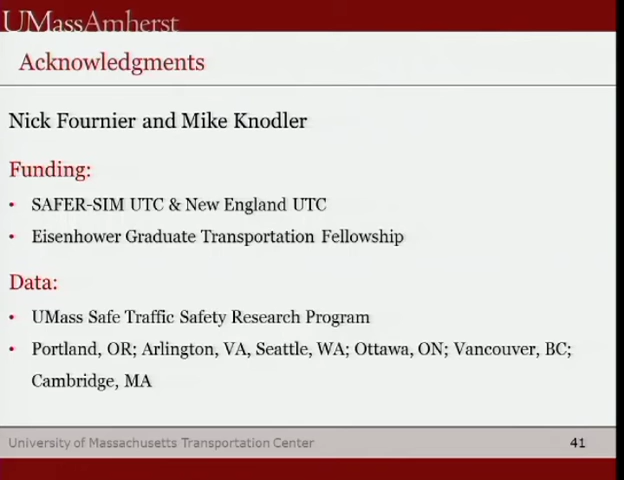 UMassAmherst
Acknowledgments
Nick Fournier and Mike Knodler
Funding:
• SAFER-SIM UTC & New England UTC
• Eisenhower Graduate Transportation Fellowship
Data:
• UMass Safe Traffic Safety Research Program
• Portland, OR; Arlington, VA, Seattle, WA; Ottawa, ON; Vancouver, BC;
Cambridge, MA
University of Massachusetts Transportation Center 41